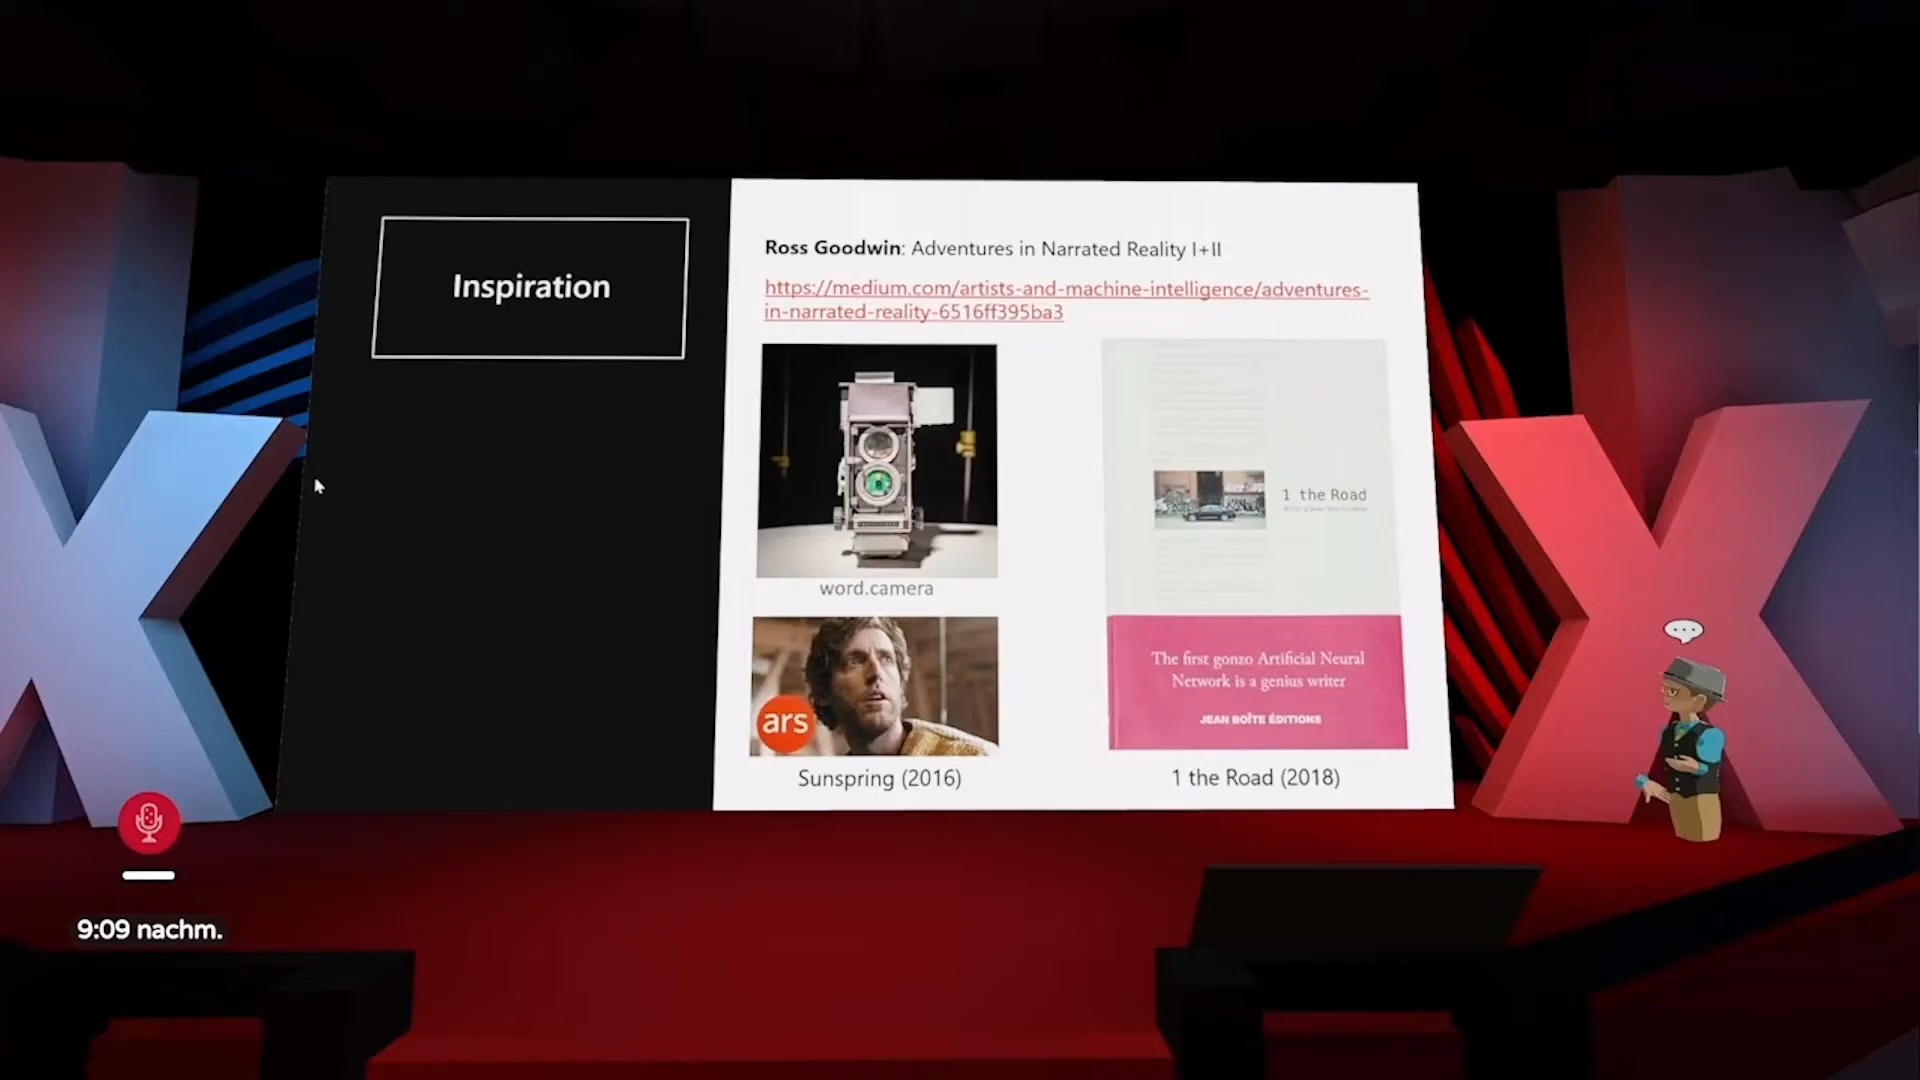 Inspiration
Ross Goodwin: Adventures in Narrated Reality I+II
https://medium.com/artists-and-machine-intelligence/adventures-
in-narrated-reality-6516ff395ba3
word.camera
ars
Sunspring (2016)
1 the Road
The first gonzo Artificial Neural
Network is a genius writer
JEAN BOÎTE ÉDITIONS
1 the Road (2018)
X
X
9:09 nachm.